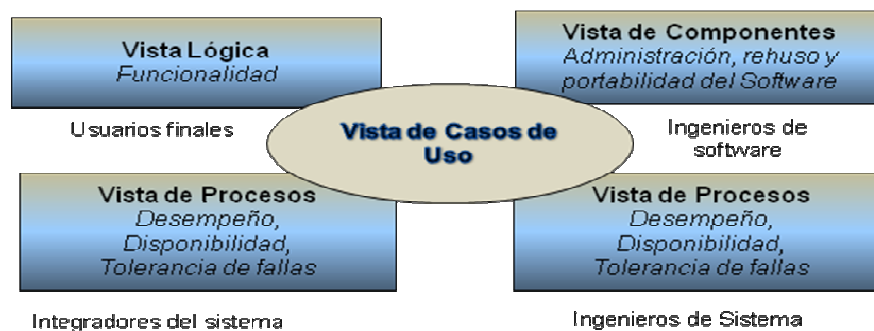 Vista Lógica
Funcionalidad
Usuarios finales
Vista de Componentes
Administración, rehuso y
portabilidad del Software
Ingenieros de
software
Vista de Casos de
Uso
Vista de Procesos
Desempeño,
Disponibilidad,
Tolerancia de fallas
Integradores del sistema
Vista de Procesos
Desempeño,
Disponibilidad,
Tolerancia de fallas
Ingenieros de Sistema